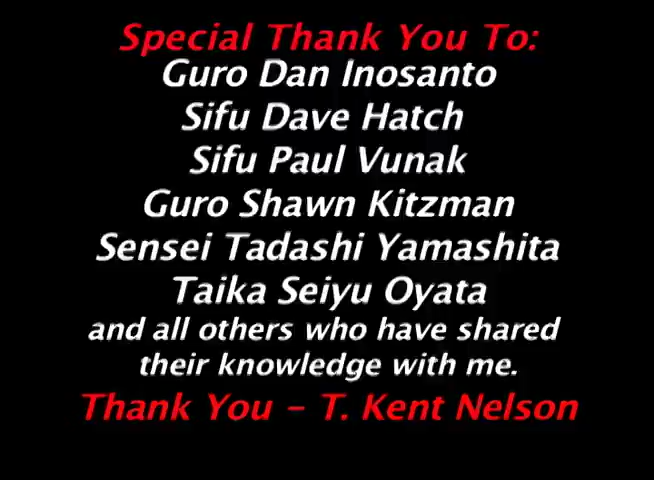 Special Thank You To:
Guro Dan Inosanto
Sifu Dave Hatch
Sifu Paul Vunak
Guro Shawn Kitzman
Sensei Tadashi Yamashita
Taika Seiyu Oyata
and all others who have shared
their knowledge with me.
Thank You - T. Kent Nelson